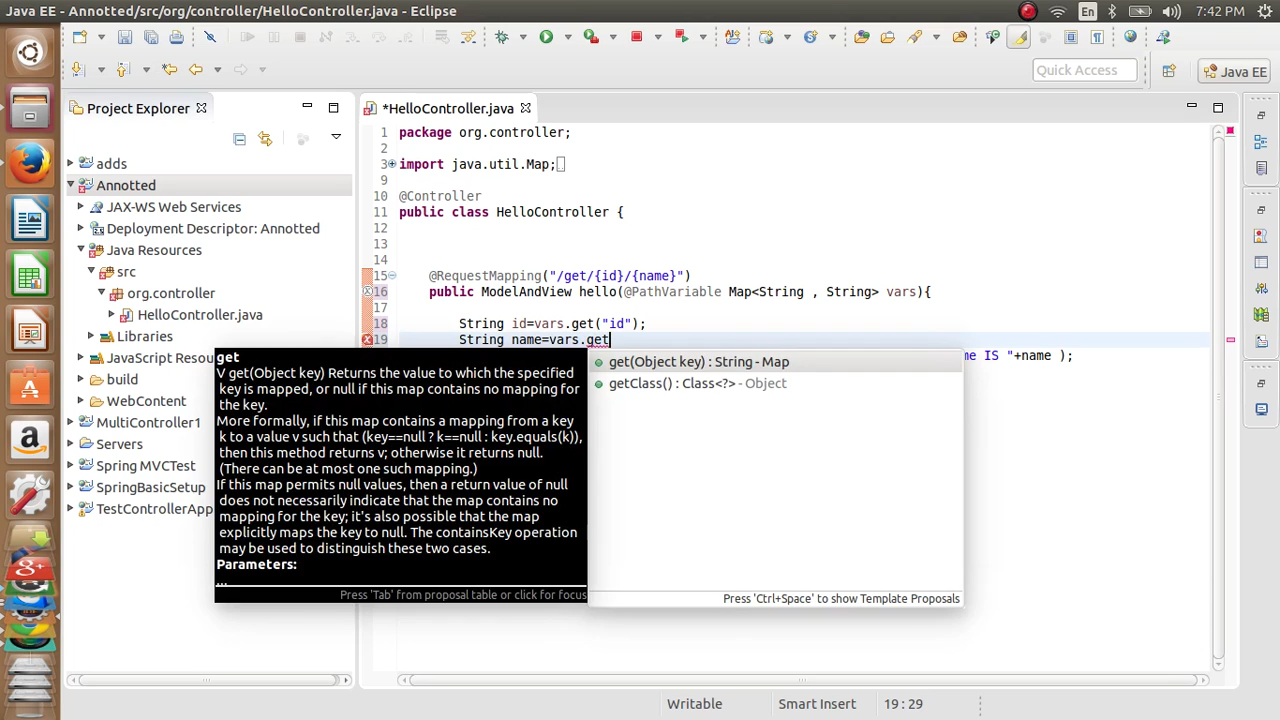 Java EE - Annotted/src/org/controller/HelloController.java - Eclipse
En
7:42 PM
Quick Access
Java EE
Project Explorer
adds
Annotted
JAX-WS Web Services
Deployment Descriptor: Annotted
Java Resources
src
org.controller
HelloController.java
Libraries
JavaScript Resou
build
WebContent
MultiController1
Servers
Spring MVCTest
SpringBasicSetup
TestControllerApp
*HelloController.java
1 package org.controller;
2
3 import java.util.Map;
9
10 @Controller
11 public class HelloController {
12
13
14
15 @RequestMapping("/get/{id}/{name}")
16 public ModelAndView hello(@PathVariable Map<String , String> vars){
17
18 String id=vars.get("id");
19 String name=vars.get
me IS "+name );
get
V get(Object key) Returns the value to which the specified
key is mapped, or null if this map contains no mapping for
the key.
More formally, if this map contains a mapping from a key
k to a value v such that (key==null ? k==null : key.equals(k)),
then this method returns v; otherwise it returns null.
(There can be at most one such mapping.)
If this map permits null values, then a return value of null
does not necessarily indicate that the map contains no
mapping for the key; it's also possible that the map
explicitly maps the key to null. The containsKey operation
may be used to distinguish these two cases.
Parameters:
...
Press 'Tab' from proposal table or click for focus
get(Object key) : String - Map
getClass() : Class<?> - Object
Press 'Ctrl+Space' to show Template Proposals
Writable
Smart Insert
19 : 29